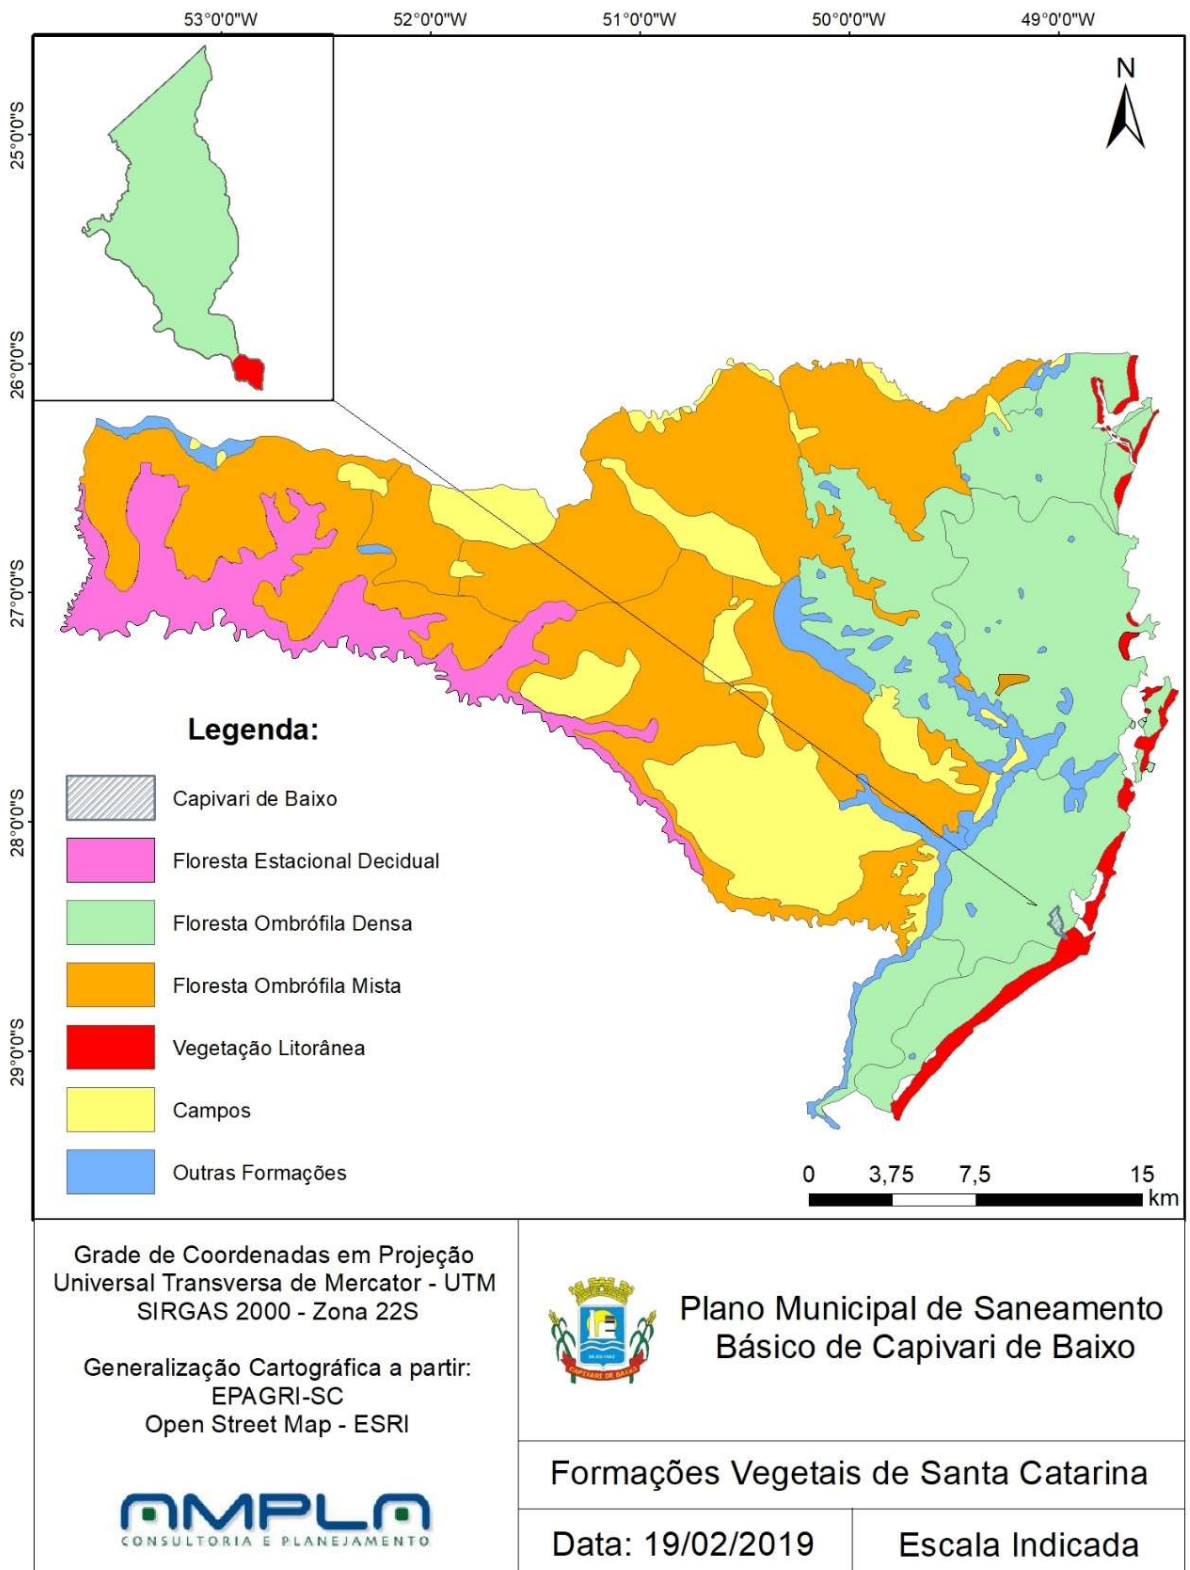 53°0'0"W
52°0'0"W
51°0'0"W
50°0'0"W
49°0'0"W
25°0'0"S
26°0'0"S
27°0'0"S
28°0'0"S
29°0'0"S
N
Legenda:
Capivari de Baixo
Floresta Estacional Decidual
Floresta Ombrófila Densa
Floresta Ombrófila Mista
Vegetação Litorânea
Campos
Outras Formações
0 3,75 7,5 15
km
Grade de Coordenadas em Projeção
Universal Transversa de Mercator - UTM
SIRGAS 2000 - Zona 22S
Generalização Cartográfica a partir:
EPAGRI-SC
Open Street Map - ESRI
AMPLA
CONSULTORIA E PLANEJAMENTO
CAPIVARI DE BAIXO
Plano Municipal de Saneamento
Básico de Capivari de Baixo
Formações Vegetais de Santa Catarina
Data: 19/02/2019
Escala Indicada